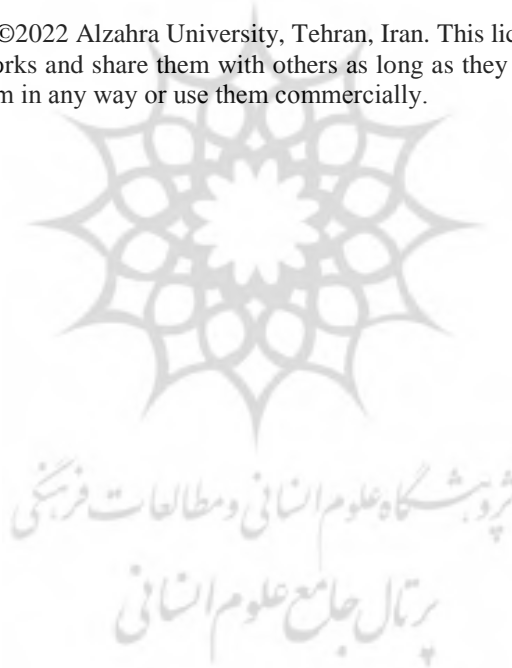 ©2022 Alzahra University, Tehran, Iran. This lic
orks and share them with others as long as they
m in any way or use them commercially.
پژوهشگاه علوم انسانی و مطالعات فرهنگی
پرتال جامع علوم انسانی